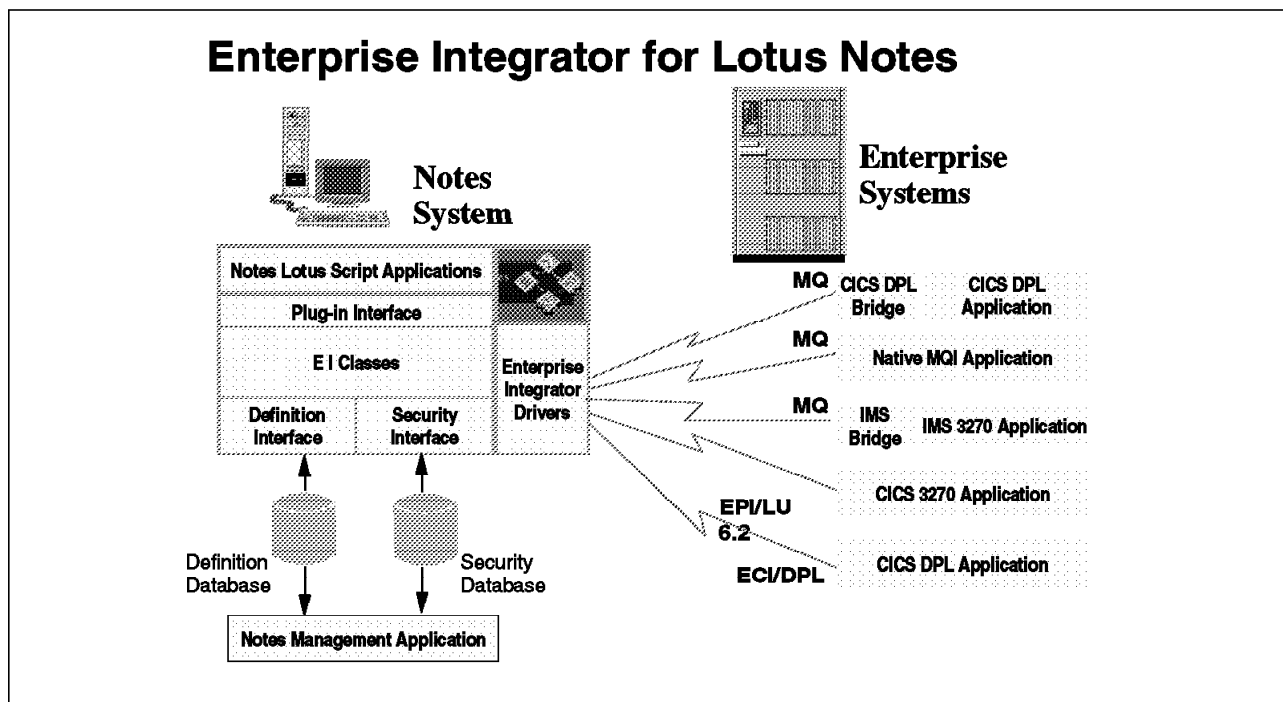 Enterprise Integrator for Lotus Notes
Notes
System
Enterprise
Systems
Notes Lotus Script Applications
Plug-in Interface
E I Classes
Enterprise
Integrator
Drivers
Definition
Interface
Security
Interface
Definition
Database
Security
Database
Notes Management Application
MQ
CICS DPL
Bridge
CICS DPL
Application
MQ
Native MQI Application
MQ
IMS
Bridge
IMS 3270 Application
EPI/LU
6.2
CICS 3270 Application
ECI/DPL
CICS DPL Application